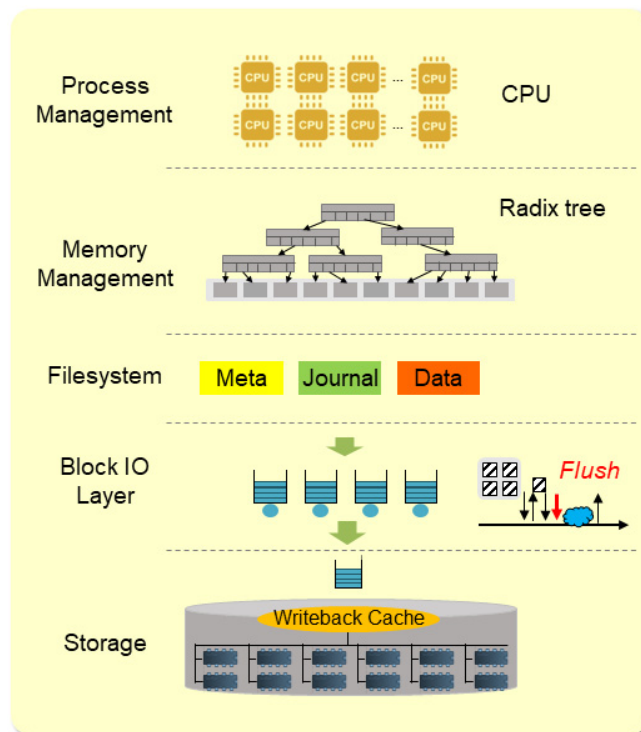 Process
Management
CPU CPU CPU ... CPU
CPU CPU CPU ... CPU
CPU
Radix tree
Memory
Management
Filesystem
Meta
Journal
Data
Block IO
Layer
Flush
Writeback Cache
Storage